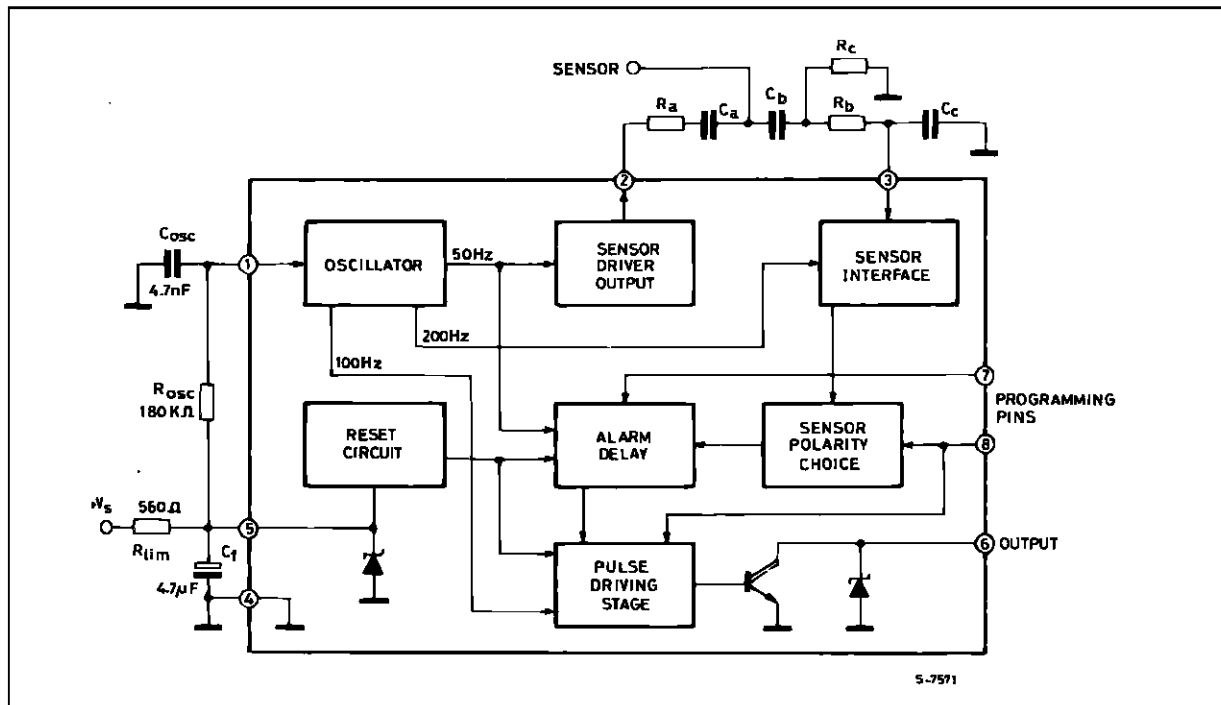 SENSOR
Rc
Ra
Ca
Cb
Rb
Cc
2
3
Cosc
4.7nF
1
OSCILLATOR
50Hz
SENSOR
DRIVER
OUTPUT
SENSOR
INTERFACE
200Hz
100Hz
Rosc
180KΩ
7
PROGRAMMING
PINS
RESET
CIRCUIT
ALARM
DELAY
SENSOR
POLARITY
CHOICE
8
+Vs
560Ω
5
Rlim
Cf
4.7µF
4
PULSE
DRIVING
STAGE
6
OUTPUT
S-7571